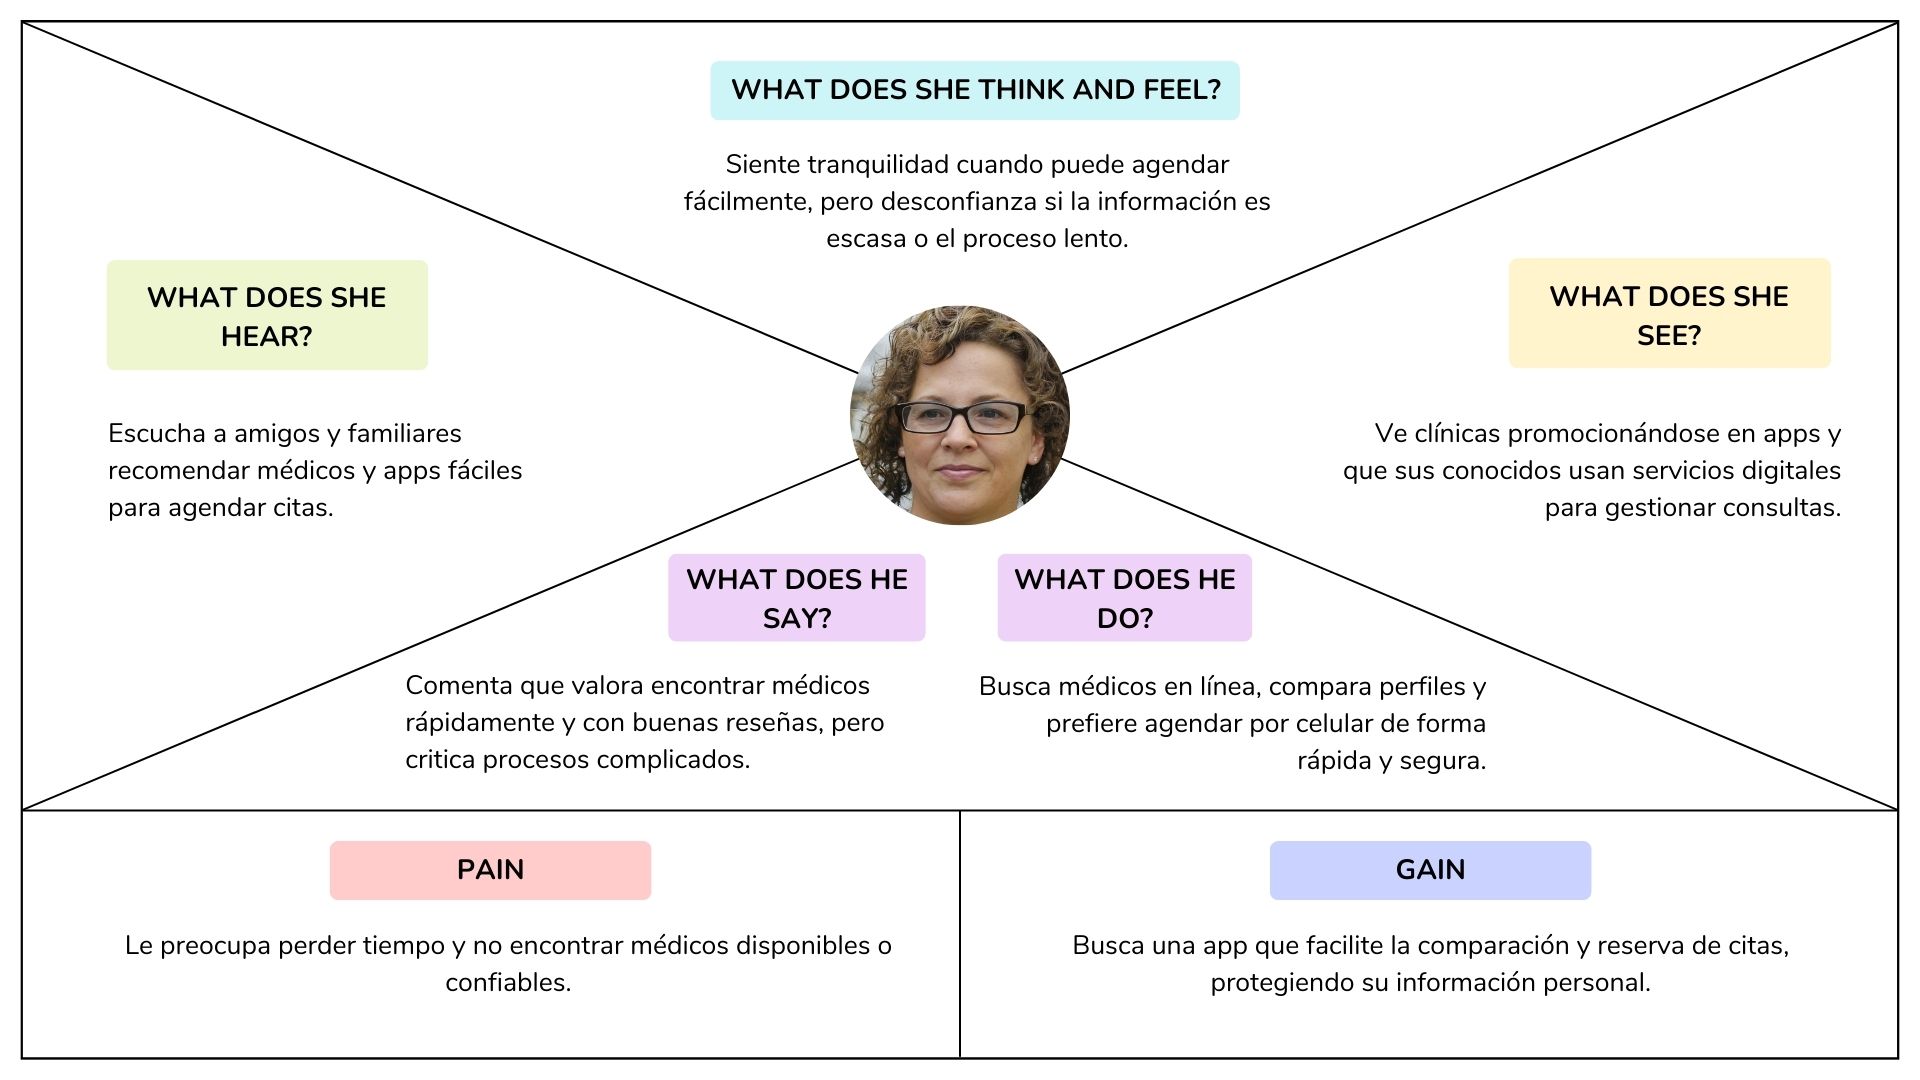 WHAT DOES SHE THINK AND FEEL?
Siente tranquilidad cuando puede agendar
fácilmente, pero desconfianza si la información es
escasa o el proceso lento.
WHAT DOES SHE
HEAR?
Escucha a amigos y familiares
recomendar médicos y apps fáciles
para agendar citas.
WHAT DOES SHE
SEE?
Ve clínicas promocionándose en apps y
que sus conocidos usan servicios digitales
para gestionar consultas.
WHAT DOES HE
SAY?
Comenta que valora encontrar médicos
rápidamente y con buenas reseñas, pero
critica procesos complicados.
WHAT DOES HE
DO?
Busca médicos en línea, compara perfiles y
prefiere agendar por celular de forma
rápida y segura.
PAIN
Le preocupa perder tiempo y no encontrar médicos disponibles o
confiables.
GAIN
Busca una app que facilite la comparación y reserva de citas,
protegiendo su información personal.